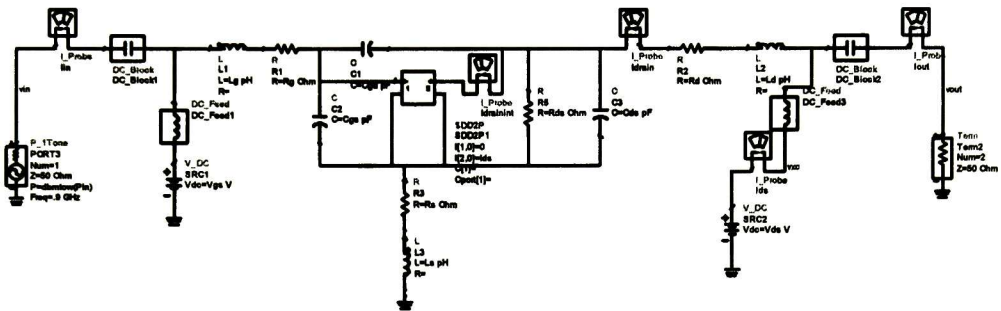 I_Probe
Iin
DC_Block
DC_Block1
vin
P_1Tone
PORT3
Num=1
Z=50 Ohm
P=dbmtow(Pin)
Freq=.9 GHz
DC_Feed
DC_Feed1
V_DC
SRC1
Vdc=Vgs V
L
L1
L=Lg pH
R=
R
R1
R=Rg Ohm
C
C1
C=Cgd pF
C
C2
C=Cgs pF
I_Probe
Idrainint
SDD2P
SDD2P1
I[1,0]=0
I[2,0]=Ids
C[1]=
Cport[1]=
R
R3
R=Rs Ohm
L
L3
L=Ls pH
R=
R
R5
R=Rds Ohm
C
C3
C=Cds pF
I_Probe
Idrain
R
R2
R=Rd Ohm
L
L2
L=Ld pH
R=
DC_Feed
DC_Feed3
I_Probe
Ids
V_DC
SRC2
Vdc=Vds V
DC_Block
DC_Block2
I_Probe
Iout
vout
Term
Term2
Num=2
Z=50 Ohm